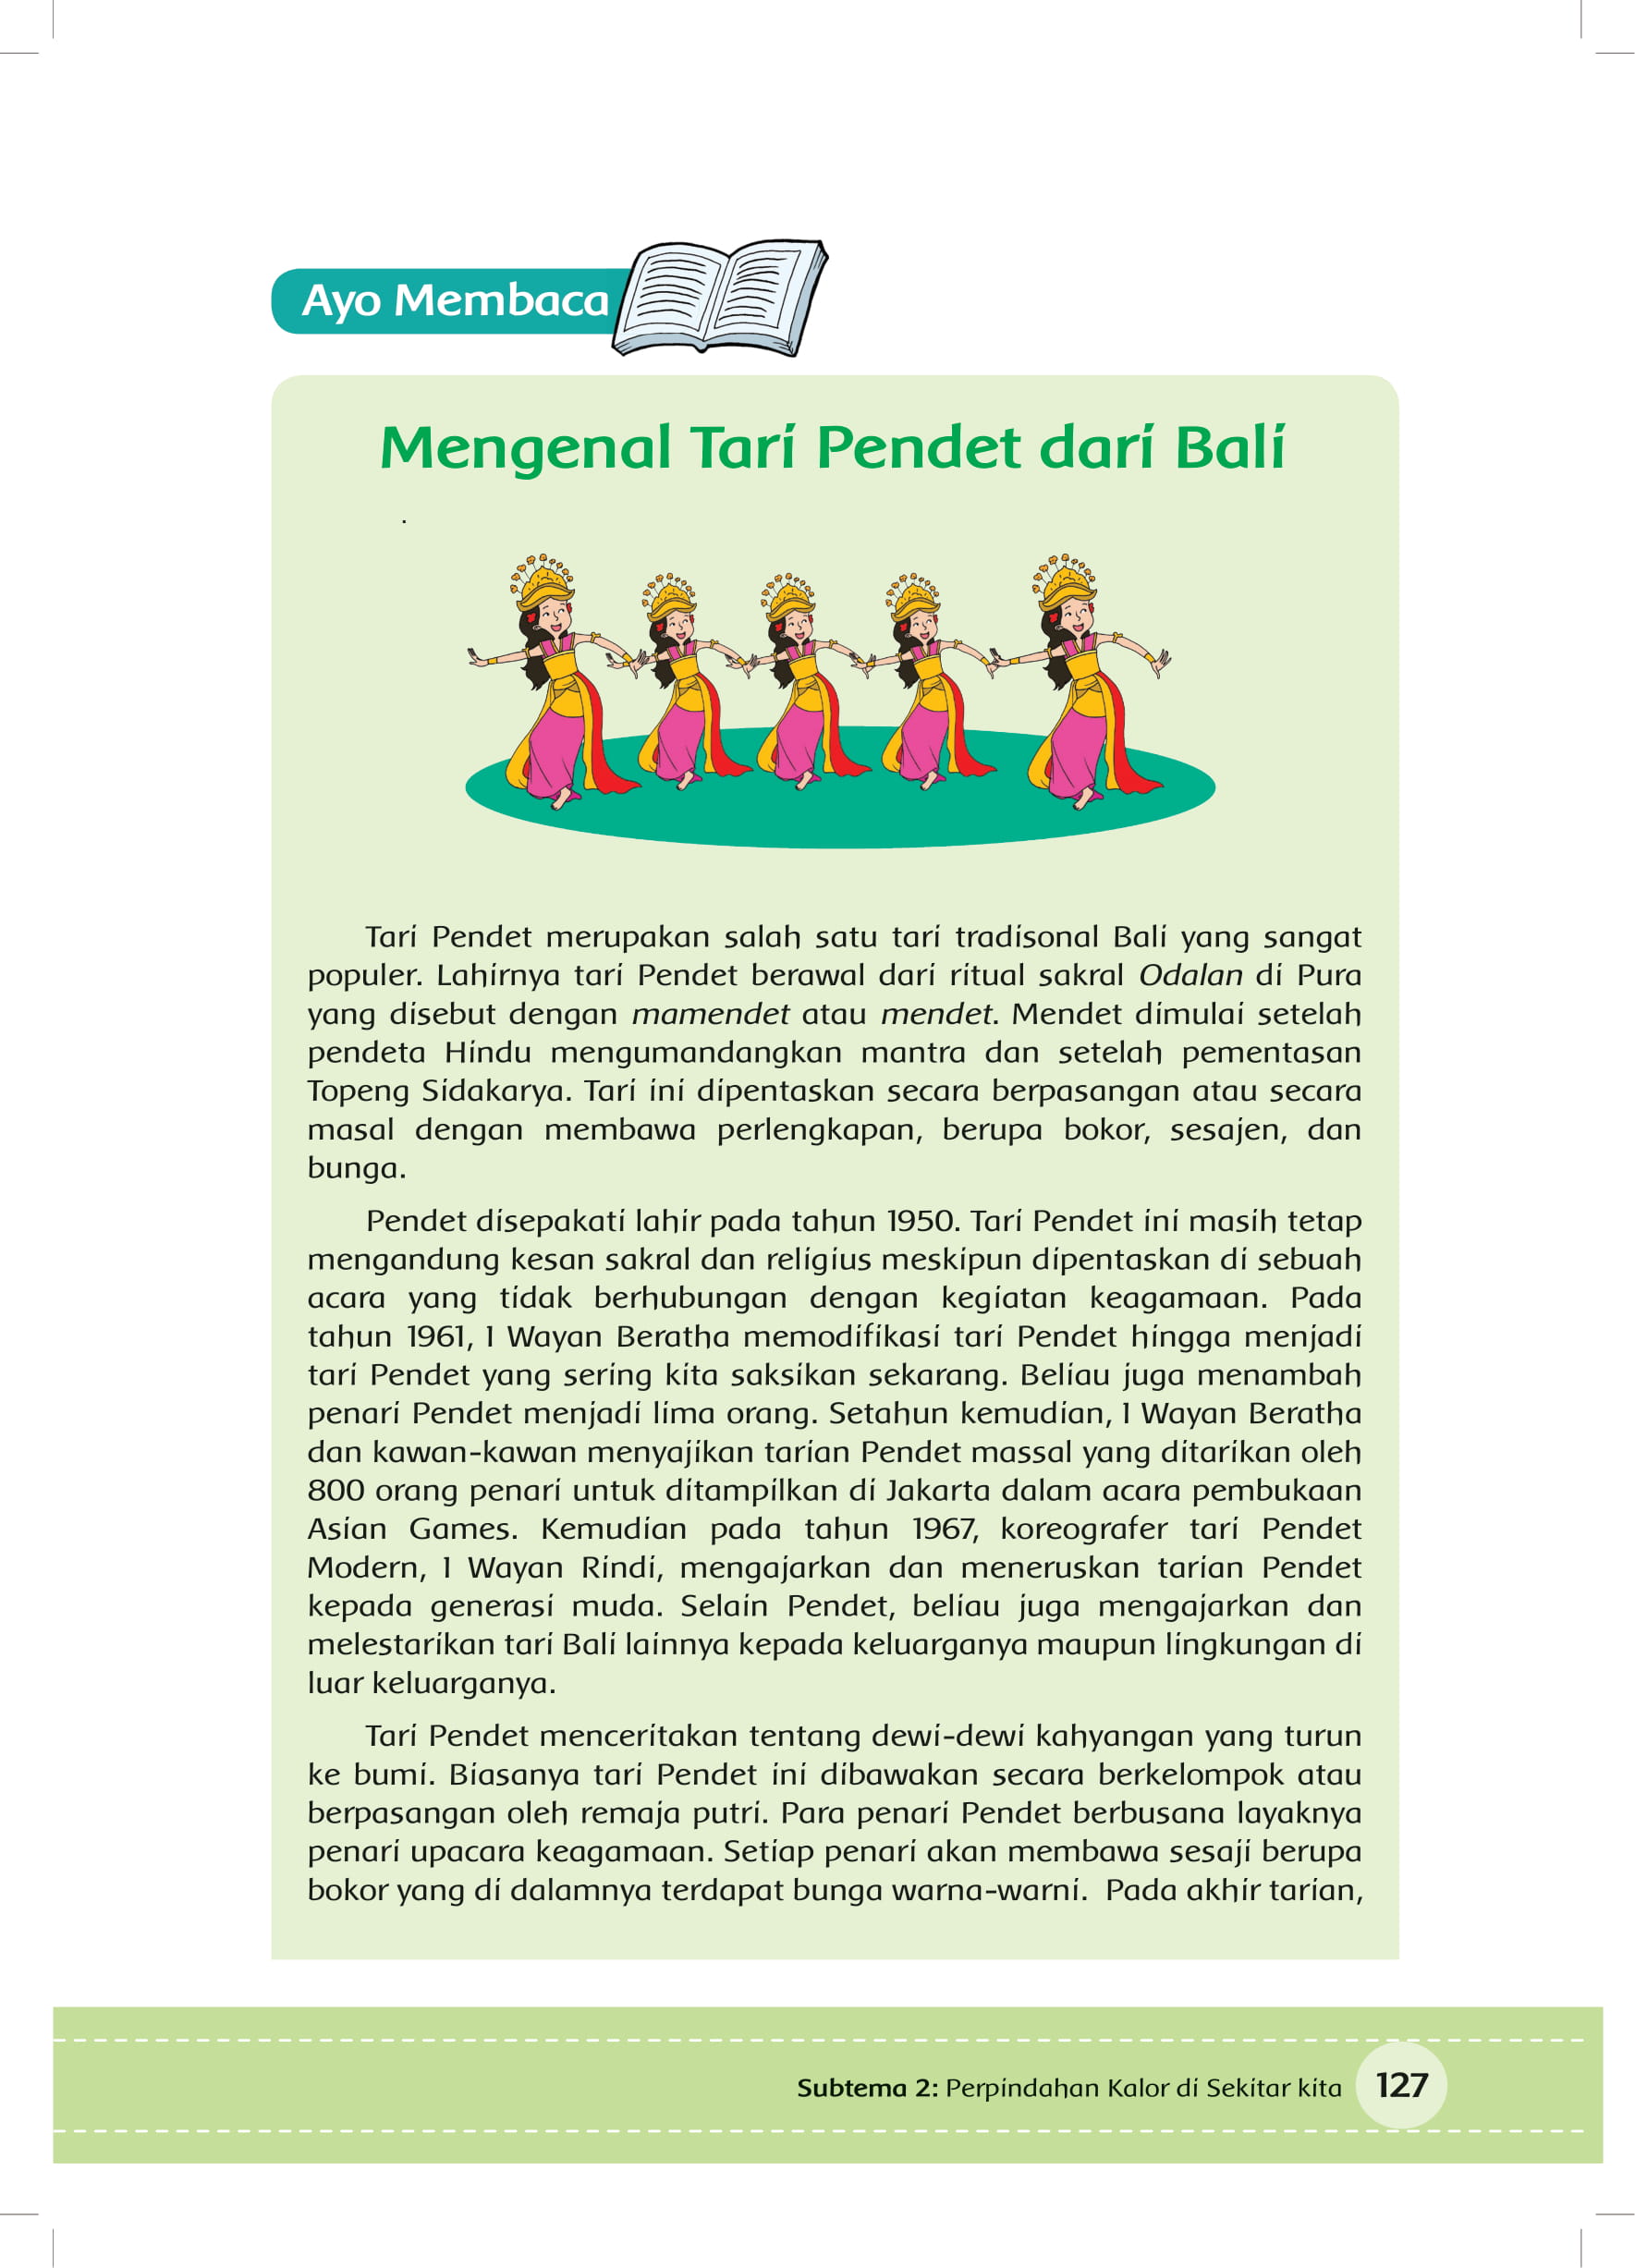 Ayo Membaca
Mengenal Tari Pendet dari Bali
.
Tari Pendet merupakan salah satu tari tradisonal Bali yang sangat
populer. Lahirnya tari Pendet berawal dari ritual sakral Odalan di Pura
yang disebut dengan mamendet atau mendet. Mendet dimulai setelah
pendeta Hindu mengumandangkan mantra dan setelah pementasan
Topeng Sidakarya. Tari ini dipentaskan secara berpasangan atau secara
masal dengan membawa perlengkapan, berupa bokor, sesajen, dan
bunga.
Pendet disepakati lahir pada tahun 1950. Tari Pendet ini masih tetap
mengandung kesan sakral dan religius meskipun dipentaskan di sebuah
acara yang tidak berhubungan dengan kegiatan keagamaan. Pada
tahun 1961, I Wayan Beratha memodifikasi tari Pendet hingga menjadi
tari Pendet yang sering kita saksikan sekarang. Beliau juga menambah
penari Pendet menjadi lima orang. Setahun kemudian, I Wayan Beratha
dan kawan-kawan menyajikan tarian Pendet massal yang ditarikan oleh
800 orang penari untuk ditampilkan di Jakarta dalam acara pembukaan
Asian Games. Kemudian pada tahun 1967, koreografer tari Pendet
Modern, I Wayan Rindi, mengajarkan dan meneruskan tarian Pendet
kepada generasi muda. Selain Pendet, beliau juga mengajarkan dan
melestarikan tari Bali lainnya kepada keluarganya maupun lingkungan di
luar keluarganya.
Tari Pendet menceritakan tentang dewi-dewi kahyangan yang turun
ke bumi. Biasanya tari Pendet ini dibawakan secara berkelompok atau
berpasangan oleh remaja putri. Para penari Pendet berbusana layaknya
penari upacara keagamaan. Setiap penari akan membawa sesaji berupa
bokor yang di dalamnya terdapat bunga warna-warni. Pada akhir tarian,
Subtema 2: Perpindahan Kalor di Sekitar kita 127